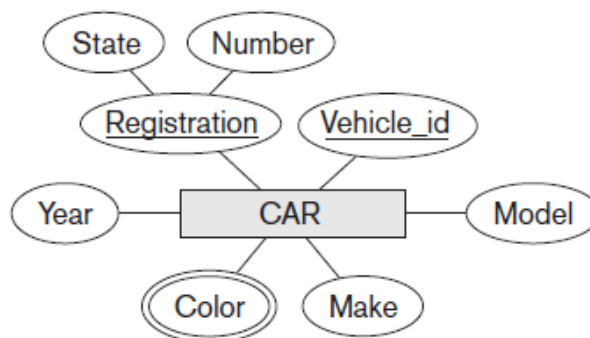 State
Number
Registration
Vehicle_id
Year
CAR
Model
Color
Make